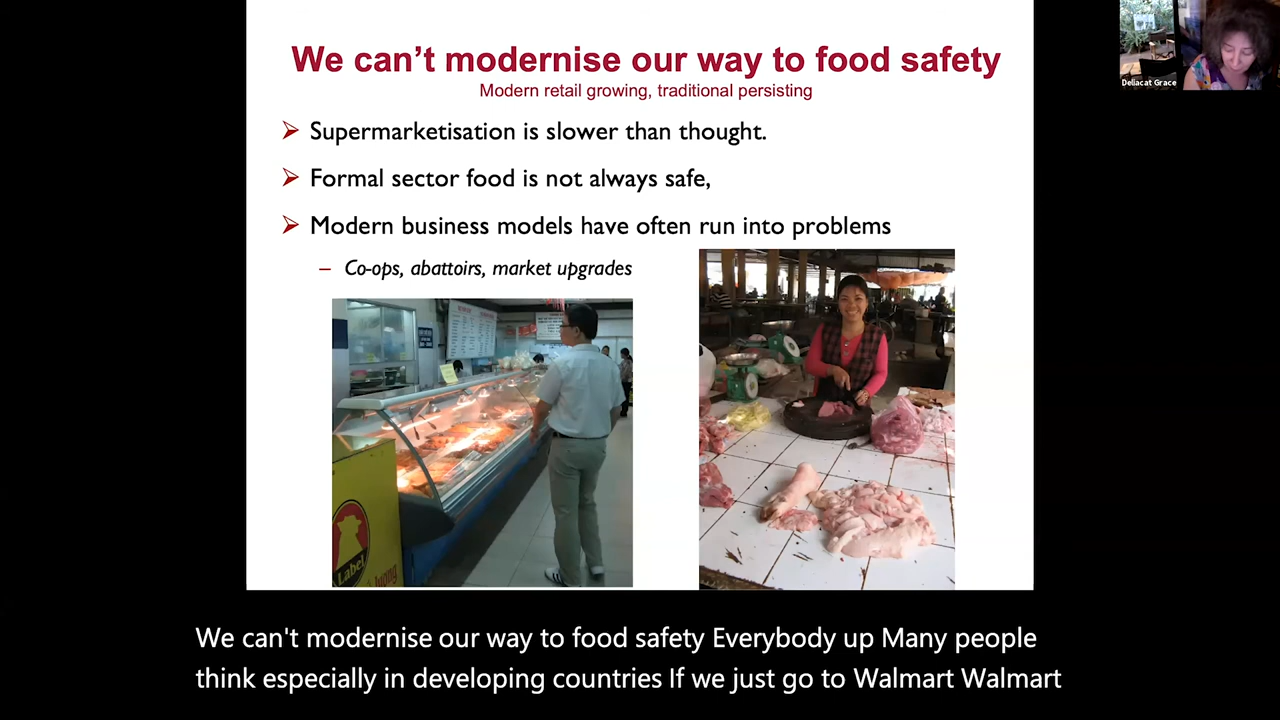 We can't modernise our way to food safety
Modern retail growing, traditional persisting
➢ Supermarketisation is slower than thought.
➢ Formal sector food is not always safe,
➢ Modern business models have often run into problems
– Co-ops, abattoirs, market upgrades
Label
Deliacat Grace
We can't modernise our way to food safety Everybody up Many people
think especially in developing countries If we just go to Walmart Walmart